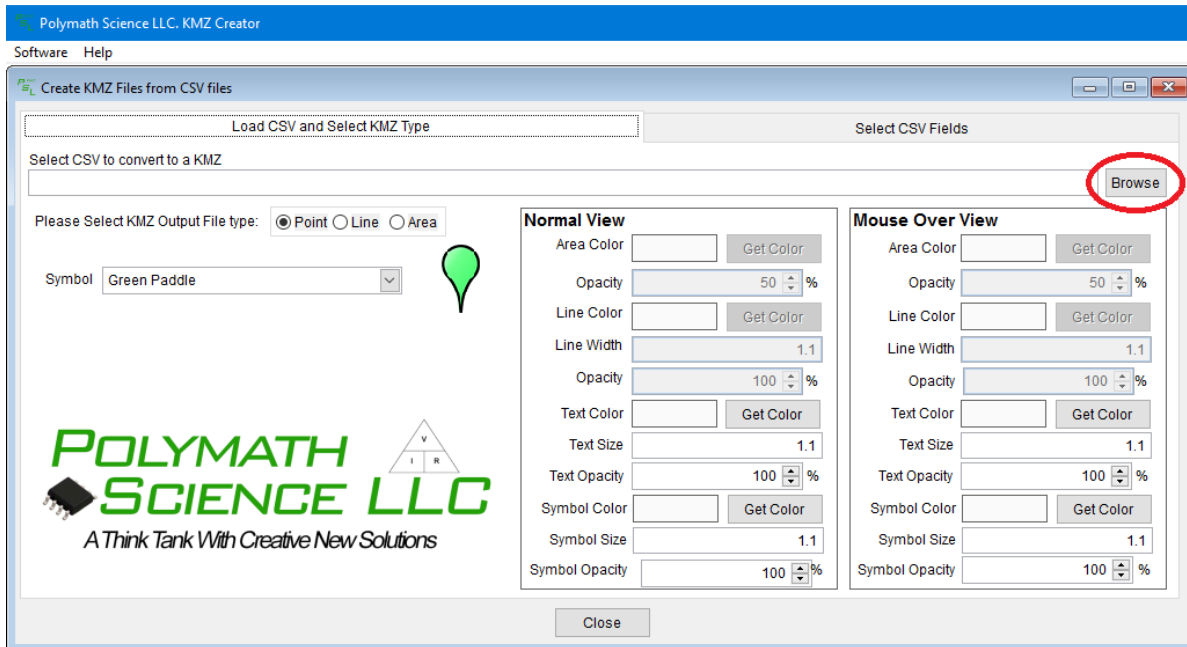 Polymath Science LLC. KMZ Creator
Software Help
Create KMZ Files from CSV files
Load CSV and Select KMZ Type
Select CSV Fields
Select CSV to convert to a KMZ
Browse
Please Select KMZ Output File type: Point Line Area
Symbol Green Paddle
Normal View
Area Color Get Color
Opacity 50 %
Line Color Get Color
Line Width 1.1
Opacity 100 %
Text Color Get Color
Text Size 1.1
Text Opacity 100 %
Symbol Color Get Color
Symbol Size 1.1
Symbol Opacity 100 %
Mouse Over View
Area Color Get Color
Opacity 50 %
Line Color Get Color
Line Width 1.1
Opacity 100 %
Text Color Get Color
Text Size 1.1
Text Opacity 100 %
Symbol Color Get Color
Symbol Size 1.1
Symbol Opacity 100 %
POLYMATH
V
I R
SCIENCE LLC
A Think Tank With Creative New Solutions
Close